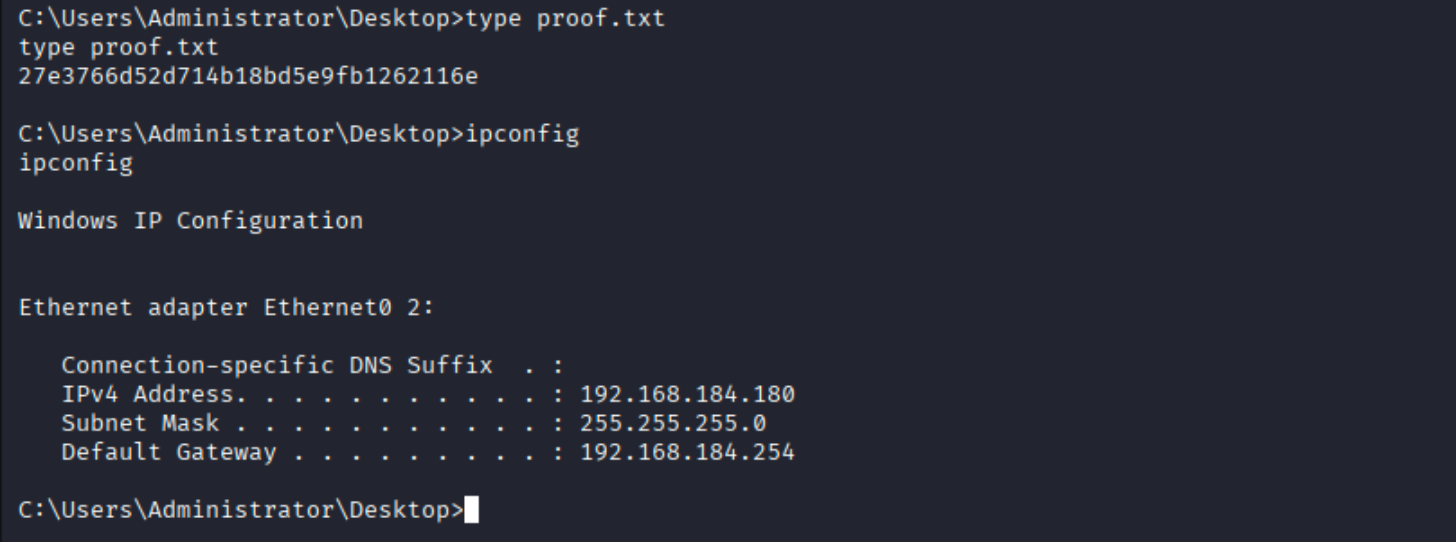 C:\Users\Administrator\Desktop>type proof.txt
type proof.txt
27e3766d52d714b18bd5e9fb1262116e
C:\Users\Administrator\Desktop>ipconfig
ipconfig
Windows IP Configuration
Ethernet adapter Ethernet0 2:
   Connection-specific DNS Suffix  . :
   IPv4 Address. . . . . . . . . . . : 192.168.184.180
   Subnet Mask . . . . . . . . . . . : 255.255.255.0
   Default Gateway . . . . . . . . . : 192.168.184.254
C:\Users\Administrator\Desktop>